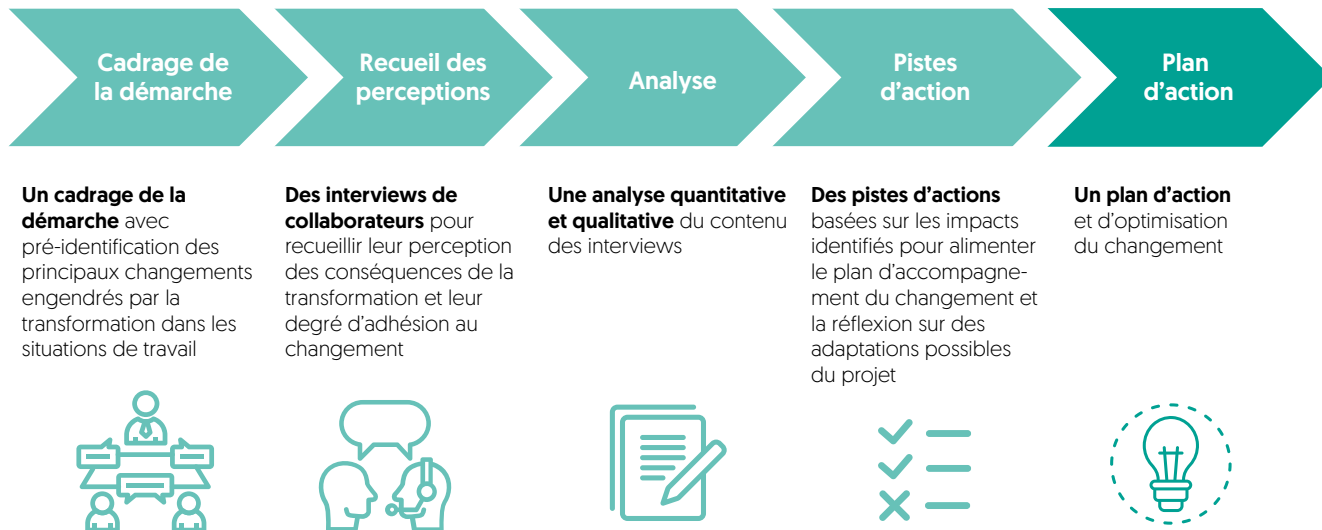 Cadrage de
la démarche
Recueil des
perceptions
Analyse
Pistes
d’action
Plan
d’action
Un cadrage de la
démarche avec
pré-identification des
principaux changements
engendrés par la
transformation dans les
situations de travail
Des interviews de
collaborateurs pour
recueillir leur perception
des conséquences de la
transformation et leur
degré d’adhésion au
changement
Une analyse quantitative
et qualitative du contenu
des interviews
Des pistes d’actions
basées sur les impacts
identifiés pour alimenter
le plan d’accompagne-
ment du changement et
la réflexion sur des
adaptations possibles
du projet
Un plan d’action
et d’optimisation
du changement